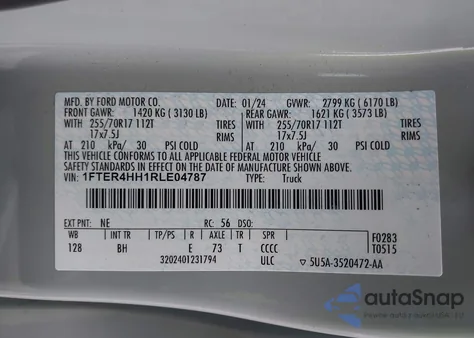 MFD. BY FORD MOTOR CO. 01/24 GVWR: 2799 KG ( 6170 LB)
FRONT GAWR: 1420 KG ( 3130 LB) REAR GAWR: 1621 KG ( 3573 LB)
WITH 255/70R17 112T TIRES WITH 255/70R17 112T TIRES
17x7.5J RIMS 17x7.5J RIMS
AT 210 kPa/ 30 PSI COLD AT 210 kPa/ 30 PSI COLD
THIS VEHICLE CONFORMS TO ALL APPLICABLE FEDERAL MOTOR VEHICLE
SAFETY STANDARDS IN EFFECT ON THE DATE OF MANUFACTURE SHOWN ABOVE.
VIN: 1FTER4HH1RLE04787 TYPE: Truck
EXT PNT: NE RC: 56 DSO:
WB INT TR TP/PS R AXLE TR SPR F0283
128 BH E 73 T CCCC T0515
3202401231794 ULC ▽ 5U5A-3520472-AA
autoSnap
Driven by